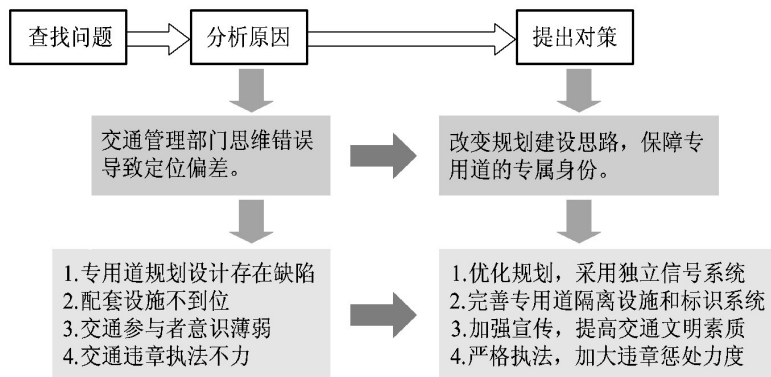 查找问题
分析原因
提出对策
交通管理部门思维错误
导致定位偏差。
改变规划建设思路，保障专
用道的专属身份。
1.专用道规划设计存在缺陷
2.配套设施不到位
3.交通参与者意识薄弱
4.交通违章执法不力
1.优化规划，采用独立信号系统
2.完善专用道隔离设施和标识系统
3.加强宣传，提高交通文明素质
4.严格执法，加大违章惩处力度